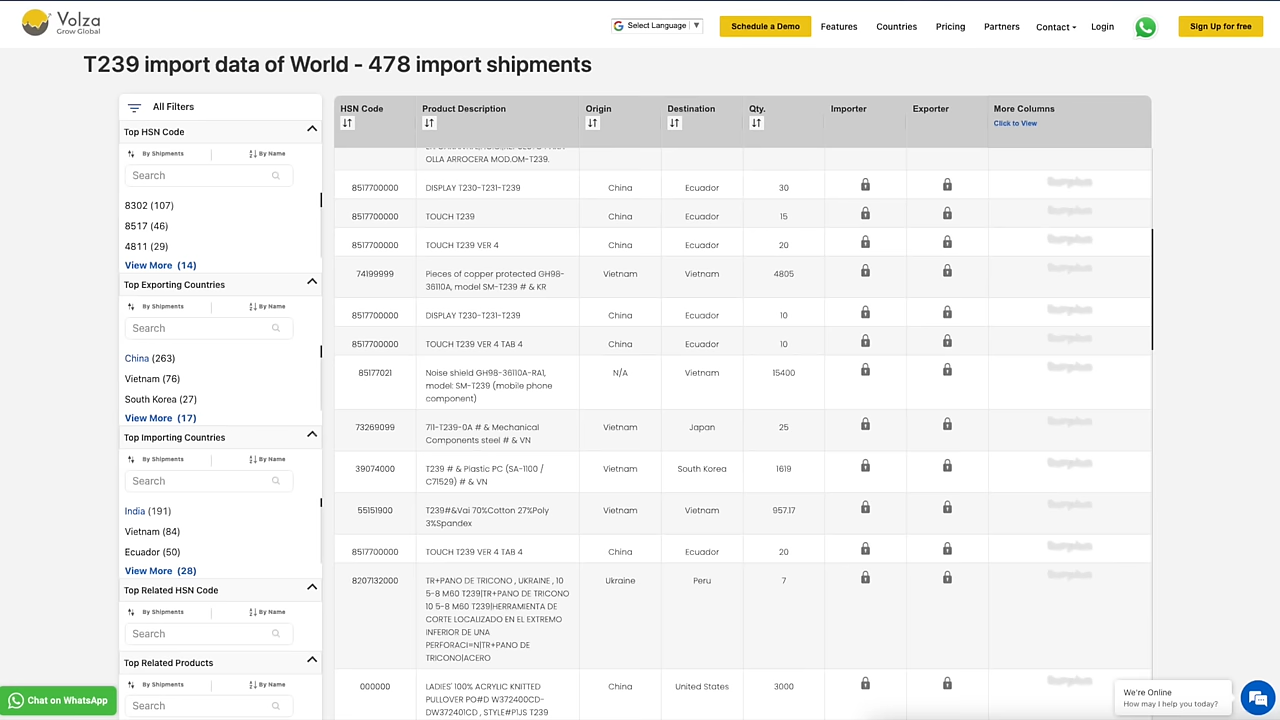 Volza
Grow Global
Select Language ▼
Schedule a Demo
Features
Countries
Pricing
Partners
Contact
Login
Sign Up for free
T239 import data of World - 478 import shipments
All Filters
Top HSN Code
By Shipments
By Name
Search
8302 (107)
8517 (46)
4811 (29)
View More (14)
Top Exporting Countries
By Shipments
By Name
Search
China (263)
Vietnam (76)
South Korea (27)
View More (17)
Top Importing Countries
By Shipments
By Name
Search
India (191)
Vietnam (84)
Ecuador (50)
View More (28)
Top Related HSN Code
By Shipments
By Name
Search
Top Related Products
By Shipments
By Name
Search
HSN Code Product Description Origin Destination Qty. Importer Exporter More Columns
Click to View
OLLA ARROCERA MOD.OM-T239.
8517700000 DISPLAY T230-T231-T239 China Ecuador 30
8517700000 TOUCH T239 China Ecuador 15
8517700000 TOUCH T239 VER 4 China Ecuador 20
74199999 Pieces of copper protected GH98- Vietnam Vietnam 4805
36110A, model SM-T239 # & KR
8517700000 DISPLAY T230-T231-T239 China Ecuador 10
8517700000 TOUCH T239 VER 4 TAB 4 China Ecuador 10
85177021 Noise shield GH98-36110A-RA1, N/A Vietnam 15400
model: SM-T239 (mobile phone
component)
73269099 711-T239-0A # & Mechanical Vietnam Japan 25
Components steel # & VN
39074000 T239 # & Plastic PC (SA-1100 / Vietnam South Korea 1619
C71529) # & VN
55151900 T239#&Vai 70%Cotton 27%Poly Vietnam Vietnam 957.17
3%Spandex
8517700000 TOUCH T239 VER 4 TAB 4 China Ecuador 20
8207132000 TR+PANO DE TRICONO , UKRAINE , 10 Ukraine Peru 7
5-8 M60 T239|TR+PANO DE TRICONO
10 5-8 M60 T239|HERRAMIENTA DE
CORTE LOCALIZADO EN EL EXTREMO
INFERIOR DE UNA
PERFORACI=N|TR+PANO DE
TRICONO|ACERO
000000 LADIES' 100% ACRYLIC KNITTED China United States 3000
PULLOVER PO#D W372400CD-
DW372401CD , STYLE#P1JS T239
Chat on WhatsApp
We're Online
How may I help you today?